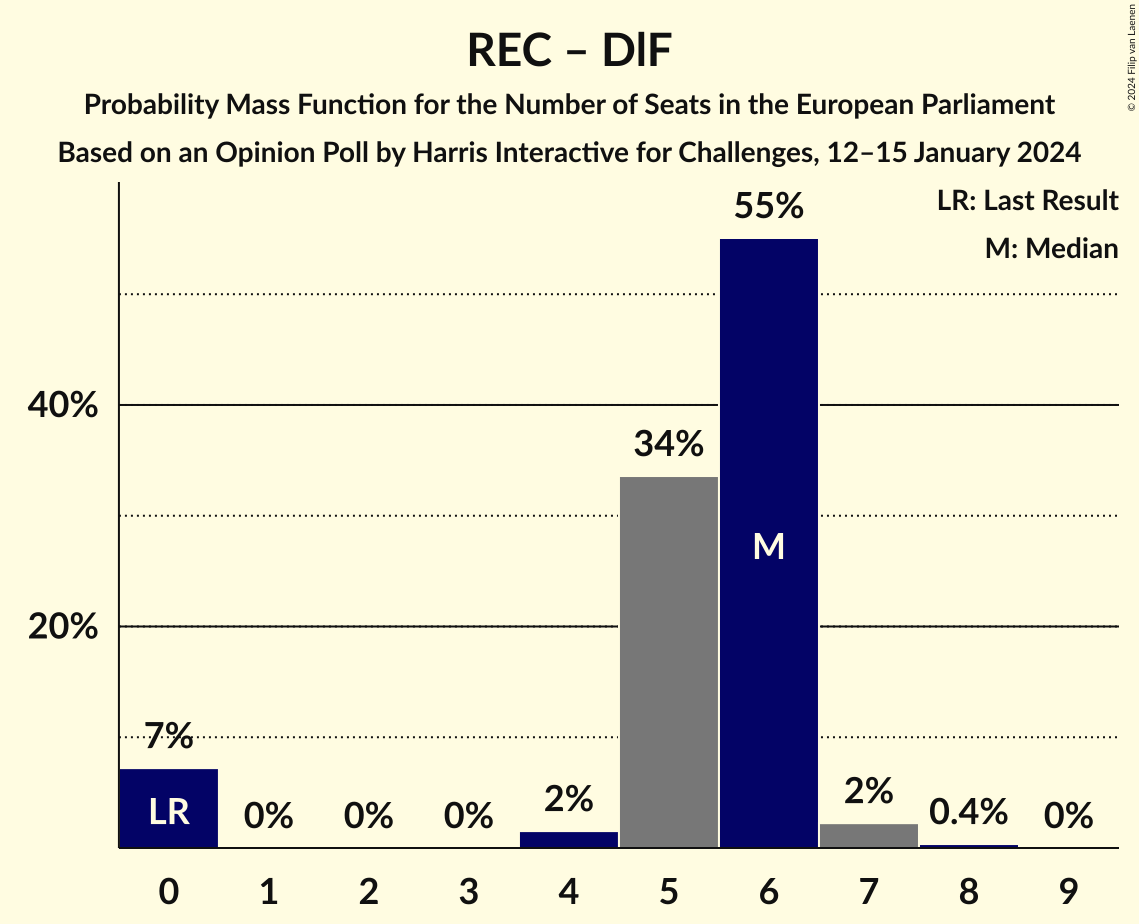 REC – DIF
Probability Mass Function for the Number of Seats in the European Parliament
Based on an Opinion Poll by Harris Interactive for Challenges, 12–15 January 2024
© 2024 Filip van Laenen
LR: Last Result
M: Median
55%
40%
34%
M
20%
7%
LR
0%
0%
0%
2%
2%
0.4%
0%
0 1 2 3 4 5 6 7 8 9